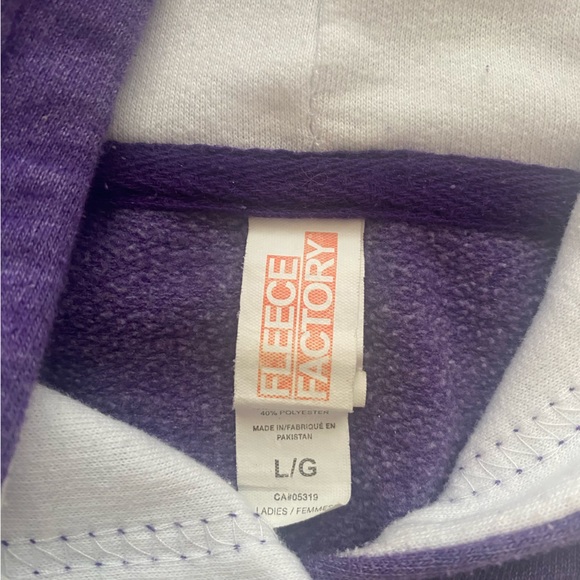 FLEECE
FACTORY
40% POLYESTER
MADE IN/FABRIQUÉ EN
PAKISTAN
L/G
CA#05319
LADIES / FEMMES